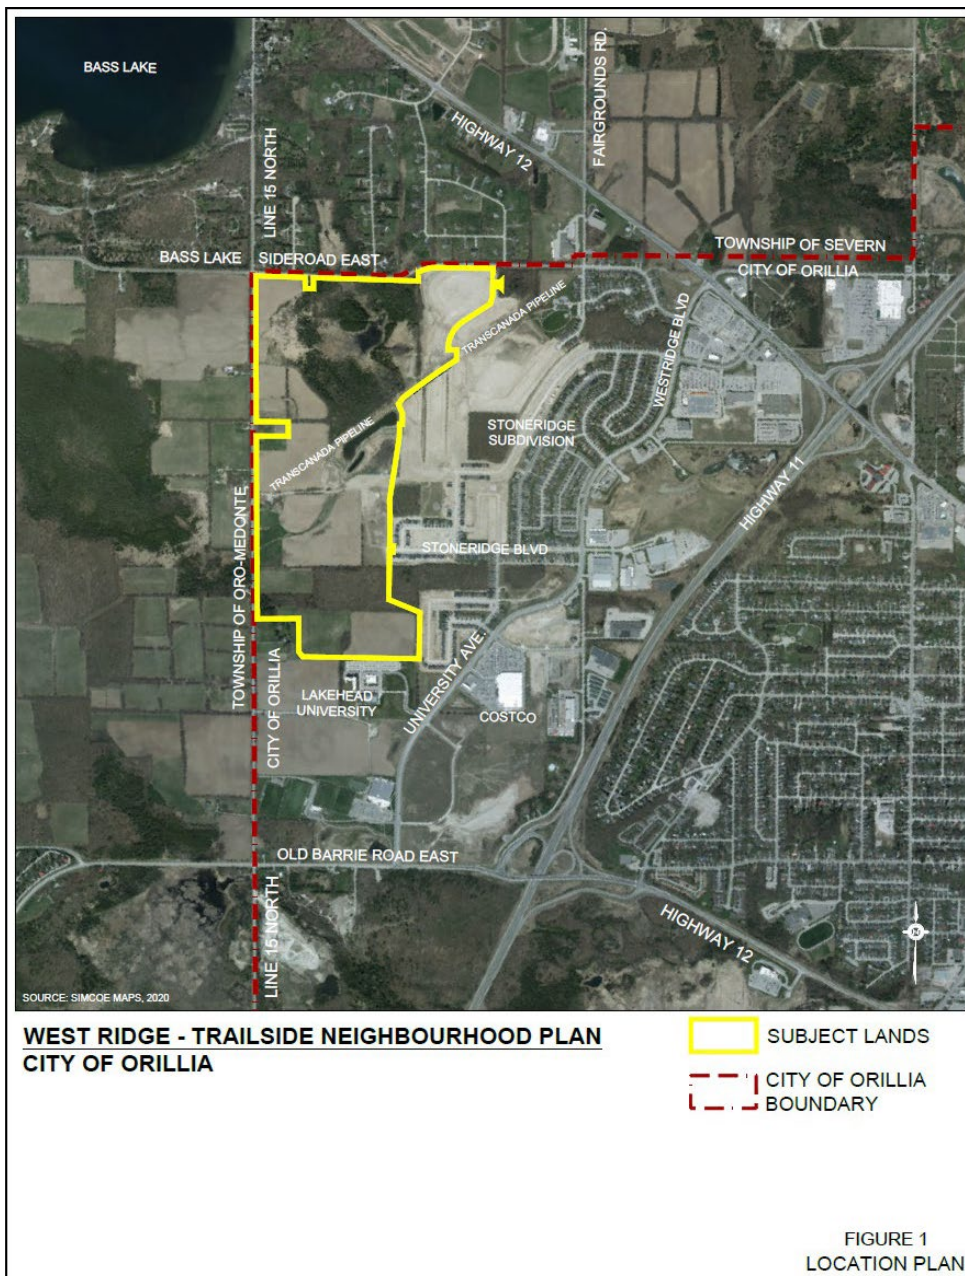 BASS LAKE
HIGHWAY 12
FAIRGROUNDS RD.
LINE 15 NORTH
BASS LAKE SIDEROAD EAST
TOWNSHIP OF SEVERN
CITY OF ORILLIA
TRANSCANADA PIPELINE
WESTRIDGE BLVD
STONERIDGE
SUBDIVISION
TRANSCANADA PIPELINE
HIGHWAY 11
STONERIDGE BLVD
TOWNSHIP OF ORO-MEDONTE
CITY OF ORILLIA
LAKEHEAD
UNIVERSITY
UNIVERSITY AVE.
COSTCO
OLD BARRIE ROAD EAST
LINE 15 NORTH
HIGHWAY 12
SOURCE: SIMCOE MAPS, 2020
WEST RIDGE - TRAILSIDE NEIGHBOURHOOD PLAN
CITY OF ORILLIA
SUBJECT LANDS
CITY OF ORILLIA
BOUNDARY
FIGURE 1
LOCATION PLAN